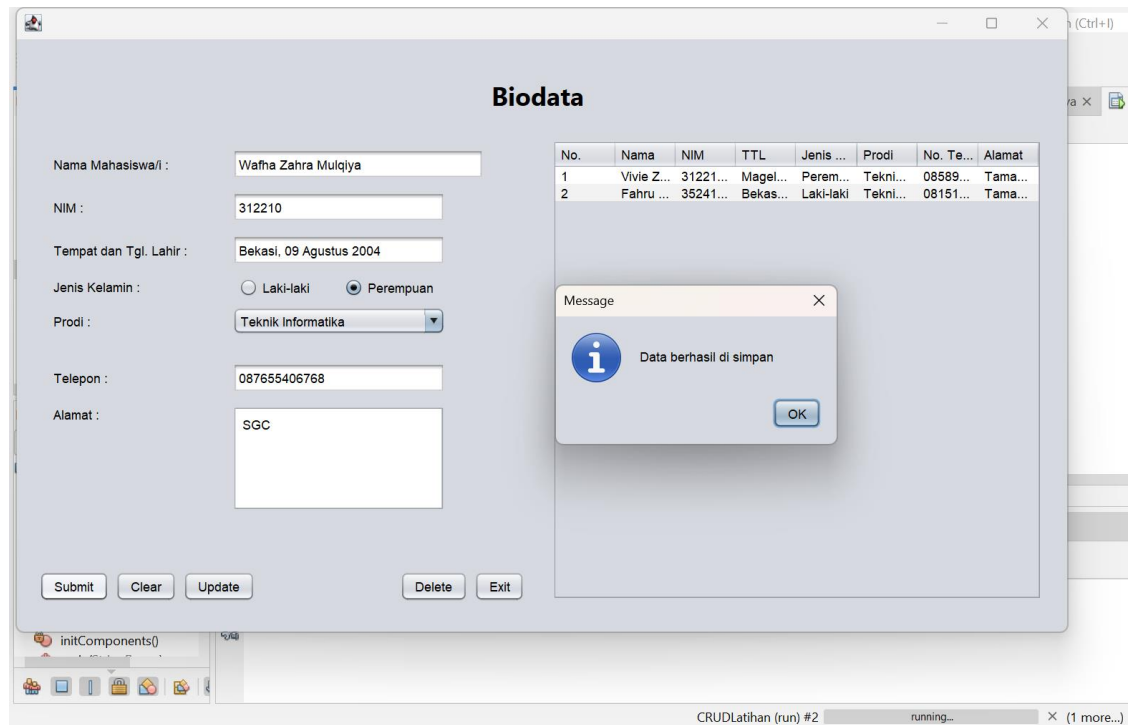 (Ctrl+I)
Biodata
Nama Mahasiswa/i :
Wafha Zahra Mulqiya
NIM :
312210
Tempat dan Tgl. Lahir :
Bekasi, 09 Agustus 2004
Jenis Kelamin :
Laki-laki
Perempuan
Prodi :
Teknik Informatika
Telepon :
087655406768
Alamat :
SGC
Submit
Clear
Update
Delete
Exit
No. Nama NIM TTL Jenis ... Prodi No. Te... Alamat
1 Vivie Z... 31221... Magel... Perem... Tekni... 08589... Tama...
2 Fahru ... 35241... Bekas... Laki-laki Tekni... 08151... Tama...
Message
Data berhasil di simpan
OK
initComponents()
CRUDLatihan (run) #2
running...
(1 more...)